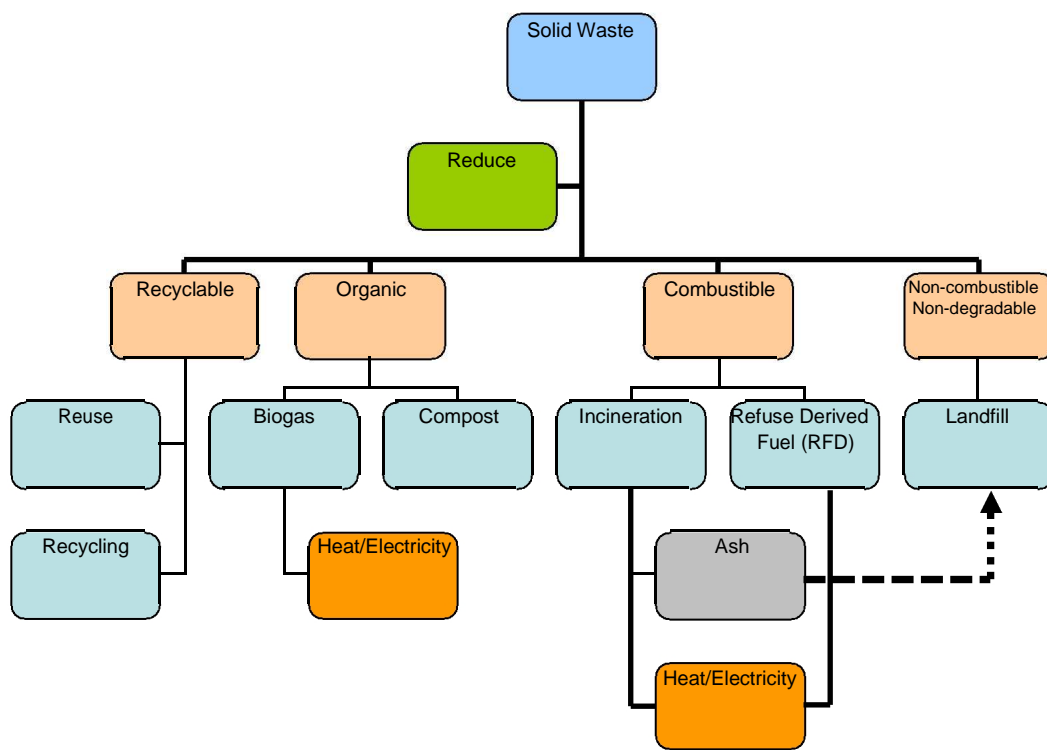 Solid Waste
Reduce
Recyclable
Organic
Combustible
Non-combustible
Non-degradable
Reuse
Biogas
Compost
Incineration
Refuse Derived
Fuel (RFD)
Landfill
Recycling
Heat/Electricity
Ash
Heat/Electricity